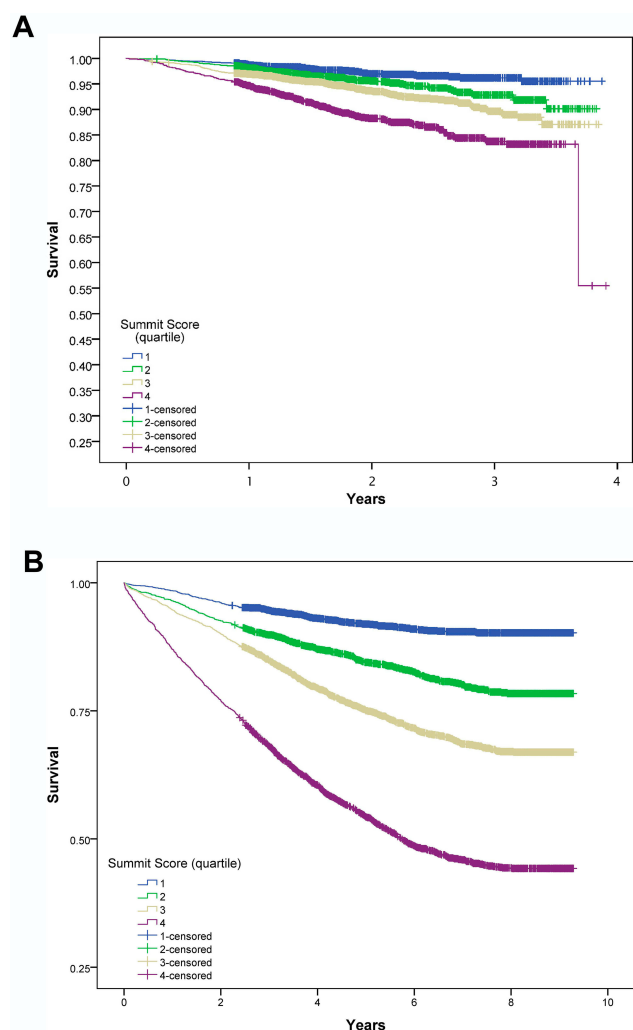 A
1.00
0.95
0.90
0.85
0.80
0.75
0.70
0.65
0.60
0.55
0.50
0.45
0.40
0.35
0.30
0.25
Survival
Summit Score
(quartile)
1
2
3
4
1-censored
2-censored
3-censored
4-censored
0 1 2 3 4
Years
B
1.00
0.75
0.50
0.25
Survival
Summit Score (quartile)
1
2
3
4
1-censored
2-censored
3-censored
4-censored
0 2 4 6 8 10
Years